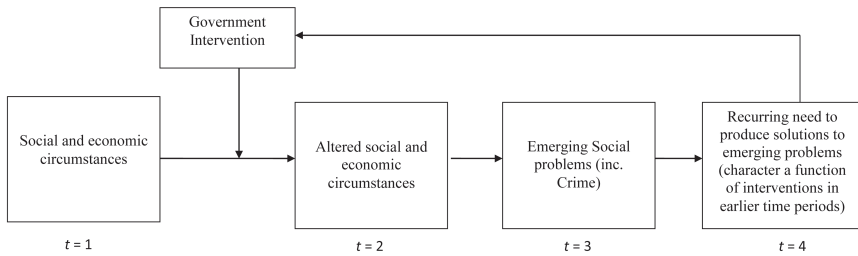 Government
Intervention
Social and economic
circumstances
Altered social and
economic
circumstances
Emerging Social
problems (inc.
Crime)
Recurring need to
produce solutions to
emerging problems
(character a function
of interventions in
earlier time periods)
t = 1
t = 2
t = 3
t = 4